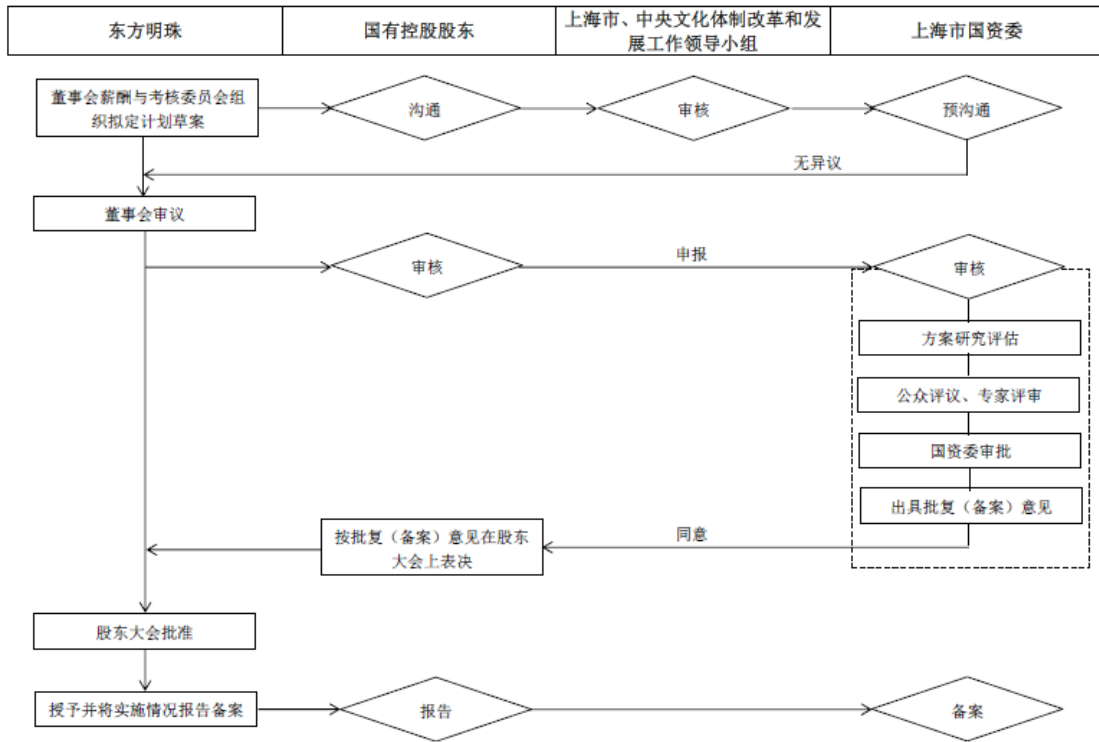 东方明珠
国有控股股东
上海市、中央文化体制改革和发
展工作领导小组
上海市国资委
董事会薪酬与考核委员会组
织拟定计划草案
沟通
审核
预沟通
无异议
董事会审议
审核
申报
审核
方案研究评估
公众评议、专家评审
国资委审批
出具批复（备案）意见
同意
按批复（备案）意见在股东
大会上表决
股东大会批准
授予并将实施情况报告备案
报告
备案